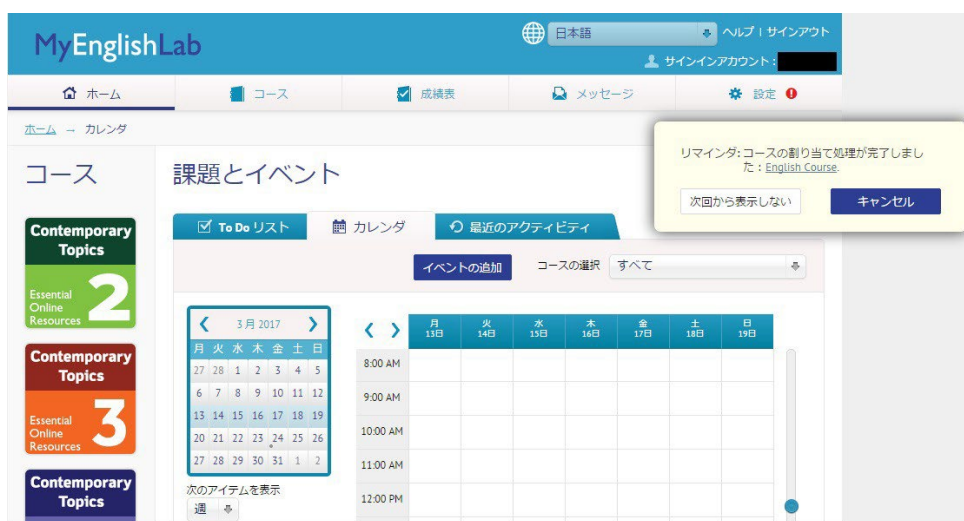 MyEnglishLab
日本語
ヘルプ | サインアウト
サインインアカウント :
ホーム
コース
成績表
メッセージ
設定
ホーム → カレンダ
リマインダ: コースの割り当て処理が完了しまし
た : English Course.
次回から表示しない
キャンセル
コース
課題とイベント
Contemporary
Topics
Essential
Online
Resources
2
Contemporary
Topics
Essential
Online
Resources
3
Contemporary
Topics
To Do リスト
カレンダ
最近のアクティビティ
イベントの追加
コースの選択
すべて
3 月 2017
月 火 水 木 金 土 日
27 28 1 2 3 4 5
6 7 8 9 10 11 12
13 14 15 16 17 18 19
20 21 22 23 24 25 26
27 28 29 30 31 1 2
次のアイテムを表示
週
月 火 水 木 金 土 日
13日 14日 15日 16日 17日 18日 19日
8:00 AM
9:00 AM
10:00 AM
11:00 AM
12:00 PM